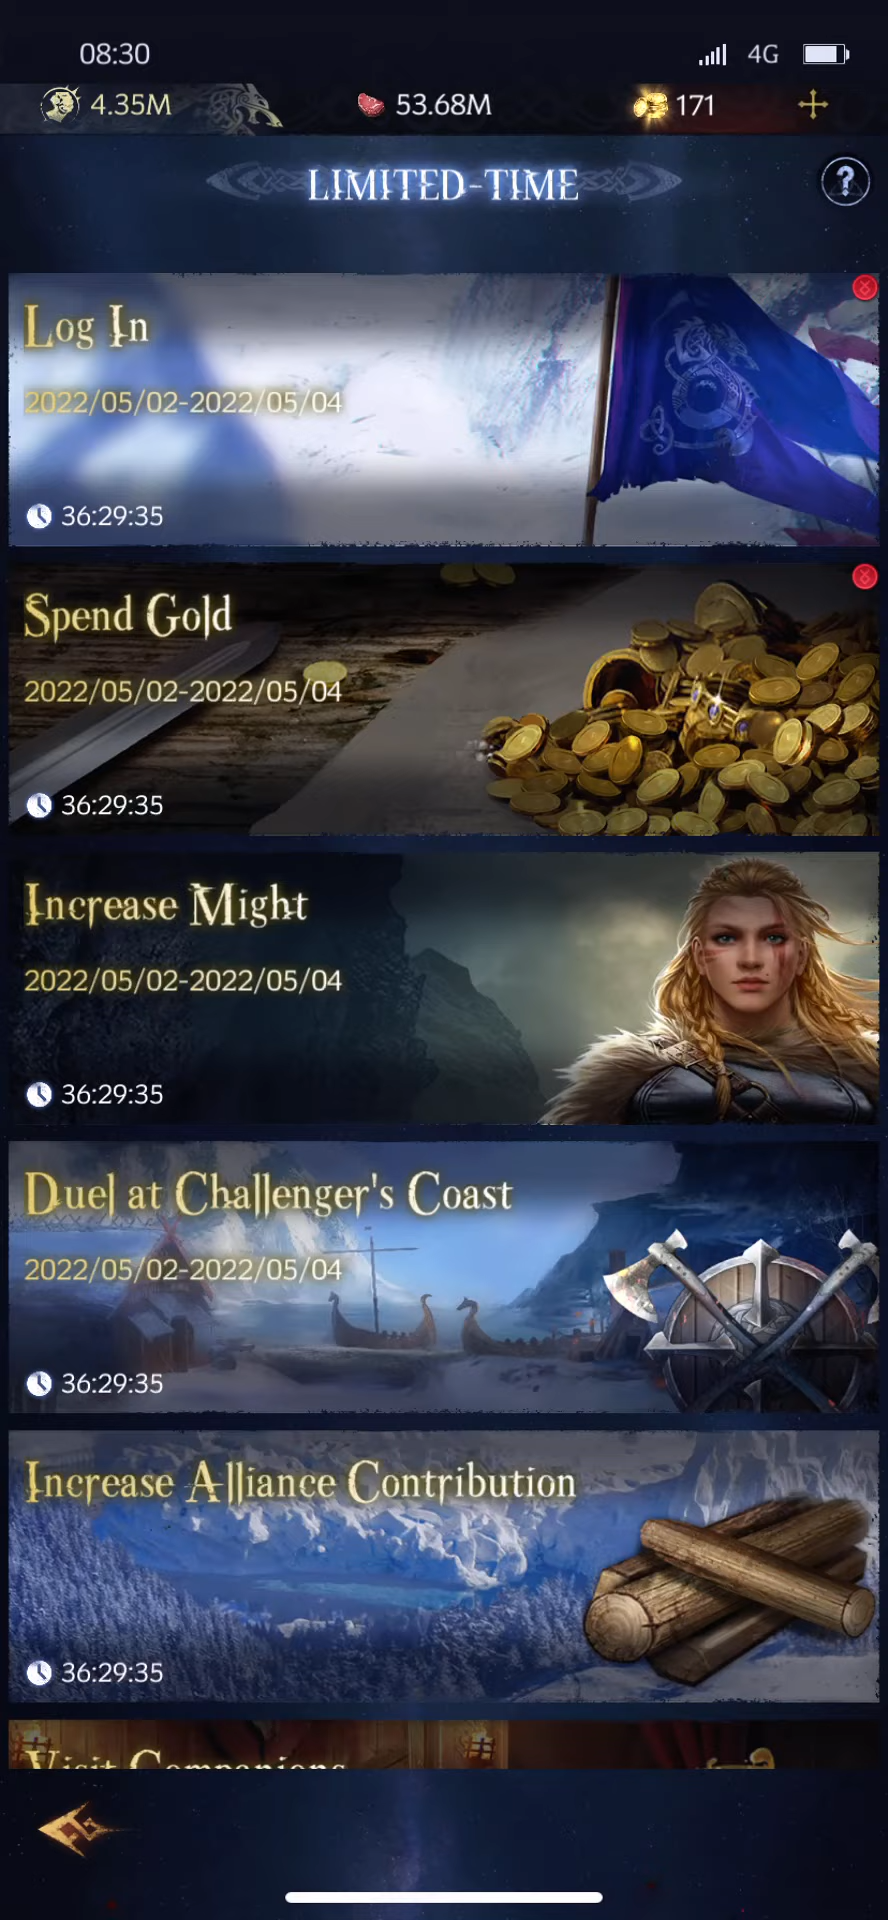 08:30
4G
4.35M
53.68M
171
LIMITED-TIME
?
Log In
2022/05/02-2022/05/04
36:29:35
Spend Gold
2022/05/02-2022/05/04
36:29:35
Increase Might
2022/05/02-2022/05/04
36:29:35
Duel at Challenger's Coast
2022/05/02-2022/05/04
36:29:35
Increase Alliance Contribution
36:29:35
Visit Companions